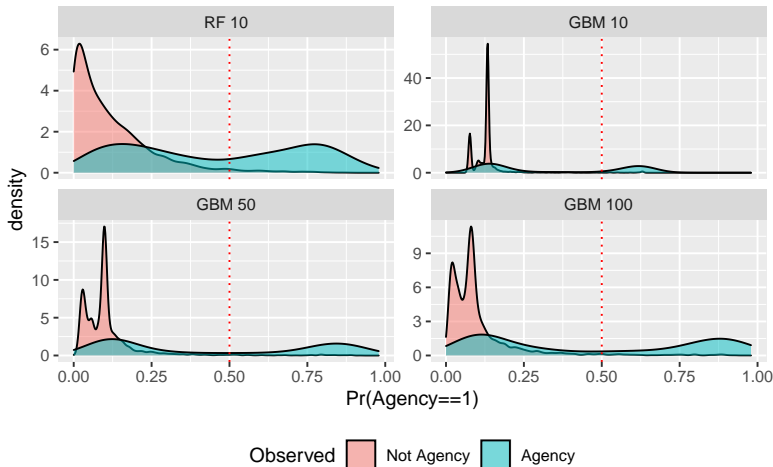 RF 10
GBM 10
6
4
2
0
40
20
0
density
GBM 50
GBM 100
15
10
5
0
9
6
3
0
0.00 0.25 0.50 0.75 1.00
0.00 0.25 0.50 0.75 1.00
Pr(Agency==1)
Observed Not Agency Agency